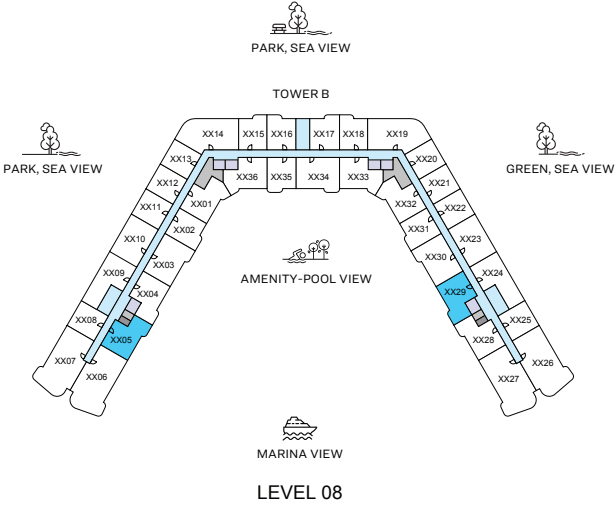 PARK, SEA VIEW
TOWER B
PARK, SEA VIEW
GREEN, SEA VIEW
XX14
XX15
XX16
XX17
XX18
XX19
XX13
XX36
XX35
XX34
XX33
XX20
XX12
XX01
XX32
XX21
XX11
XX02
XX31
XX22
XX10
XX03
XX30
XX23
XX09
XX04
XX29
XX24
XX08
XX05
XX28
XX25
XX07
XX06
XX27
XX26
AMENITY-POOL VIEW
MARINA VIEW
LEVEL 08